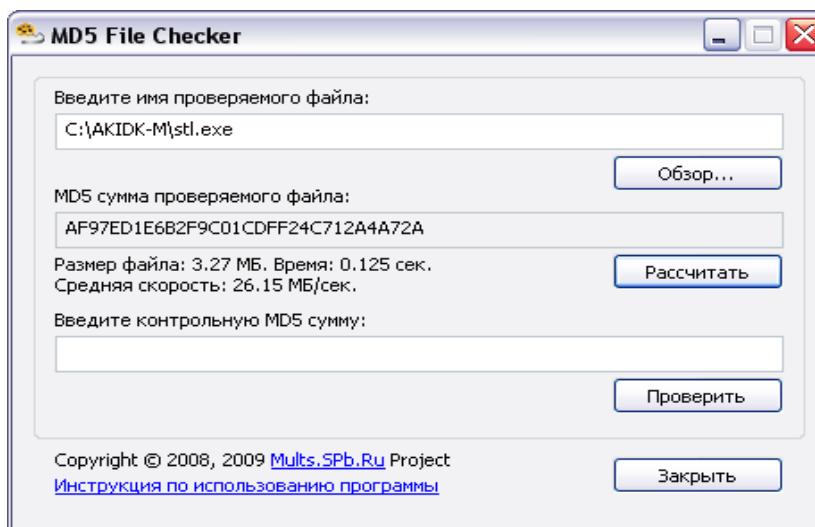 MD5 File Checker
Введите имя проверяемого файла:
C:\AKIDK-M\stl.exe
Обзор...
MD5 сумма проверяемого файла:
AF97ED1E6B2F9C01CDFF24C712A4A72A
Размер файла: 3.27 МБ. Время: 0.125 сек.
Средняя скорость: 26.15 МБ/сек.
Рассчитать
Введите контрольную MD5 сумму:
Проверить
Copyright © 2008, 2009 Mults.SPb.Ru Project
Инструкция по использованию программы
Закрыть